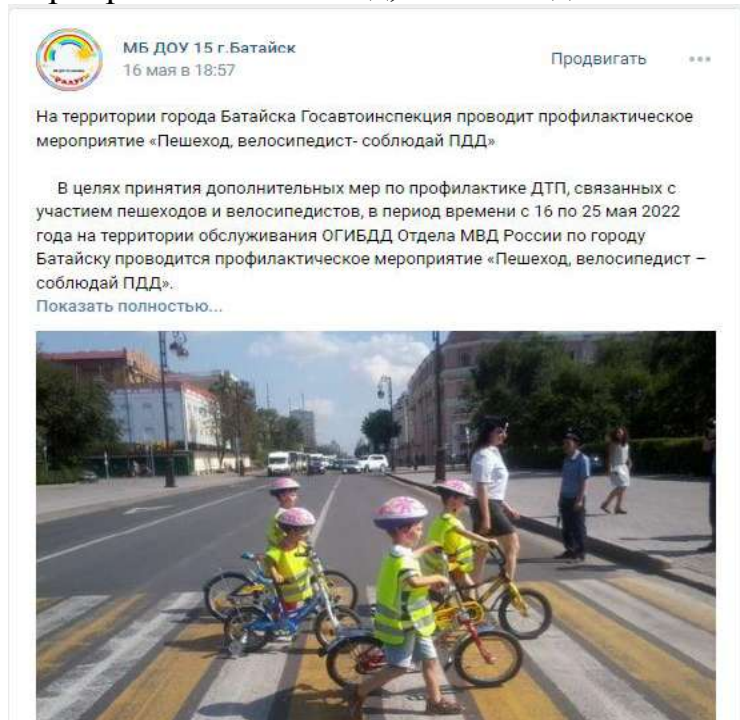 МБ ДОУ 15 г.Батайск
16 мая в 18:57
Продвигать
На территории города Батайска Госавтоинспекция проводит профилактическое
мероприятие «Пешеход, велосипедист- соблюдай ПДД»
В целях принятия дополнительных мер по профилактике ДТП, связанных с
участием пешеходов и велосипедистов, в период времени с 16 по 25 мая 2022
года на территории обслуживания ОГИБДД Отдела МВД России по городу
Батайску проводится профилактическое мероприятие «Пешеход, велосипедист –
соблюдай ПДД».
Показать полностью...